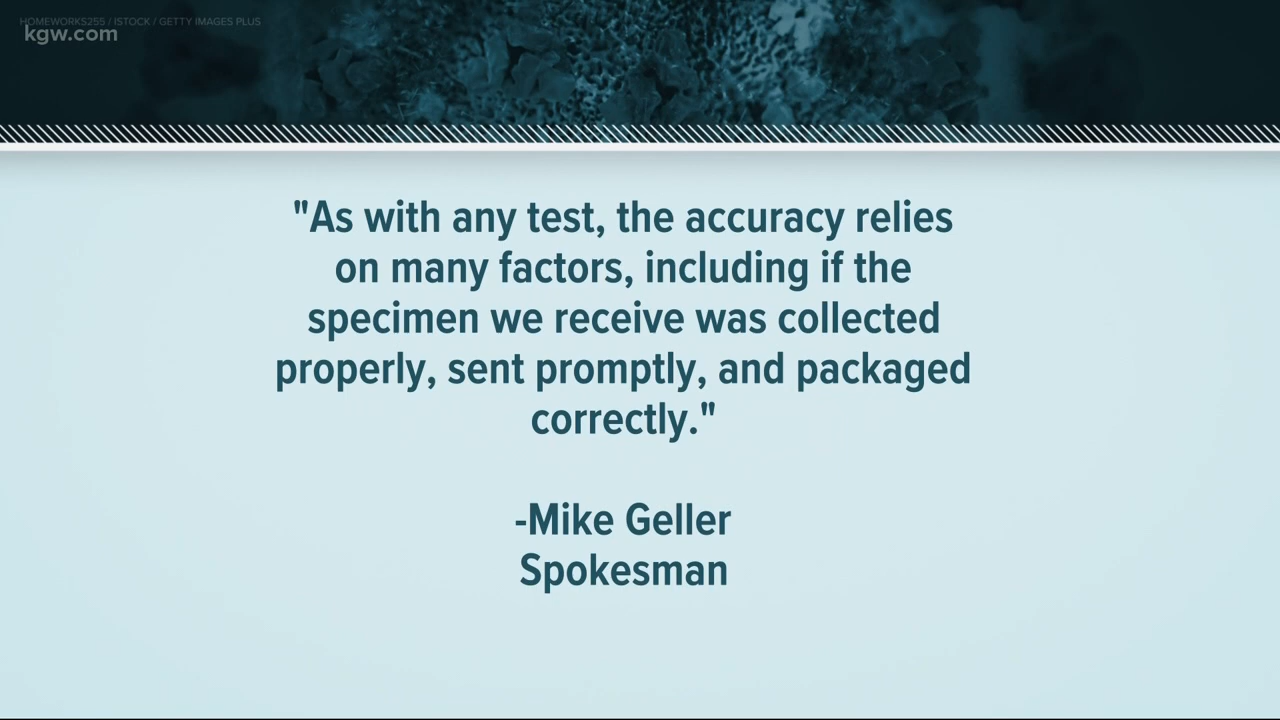 HOMEWORKS255 / ISTOCK / GETTY IMAGES PLUS
kgw.com
"As with any test, the accuracy relies
on many factors, including if the
specimen we receive was collected
properly, sent promptly, and packaged
correctly."
-Mike Geller
Spokesman